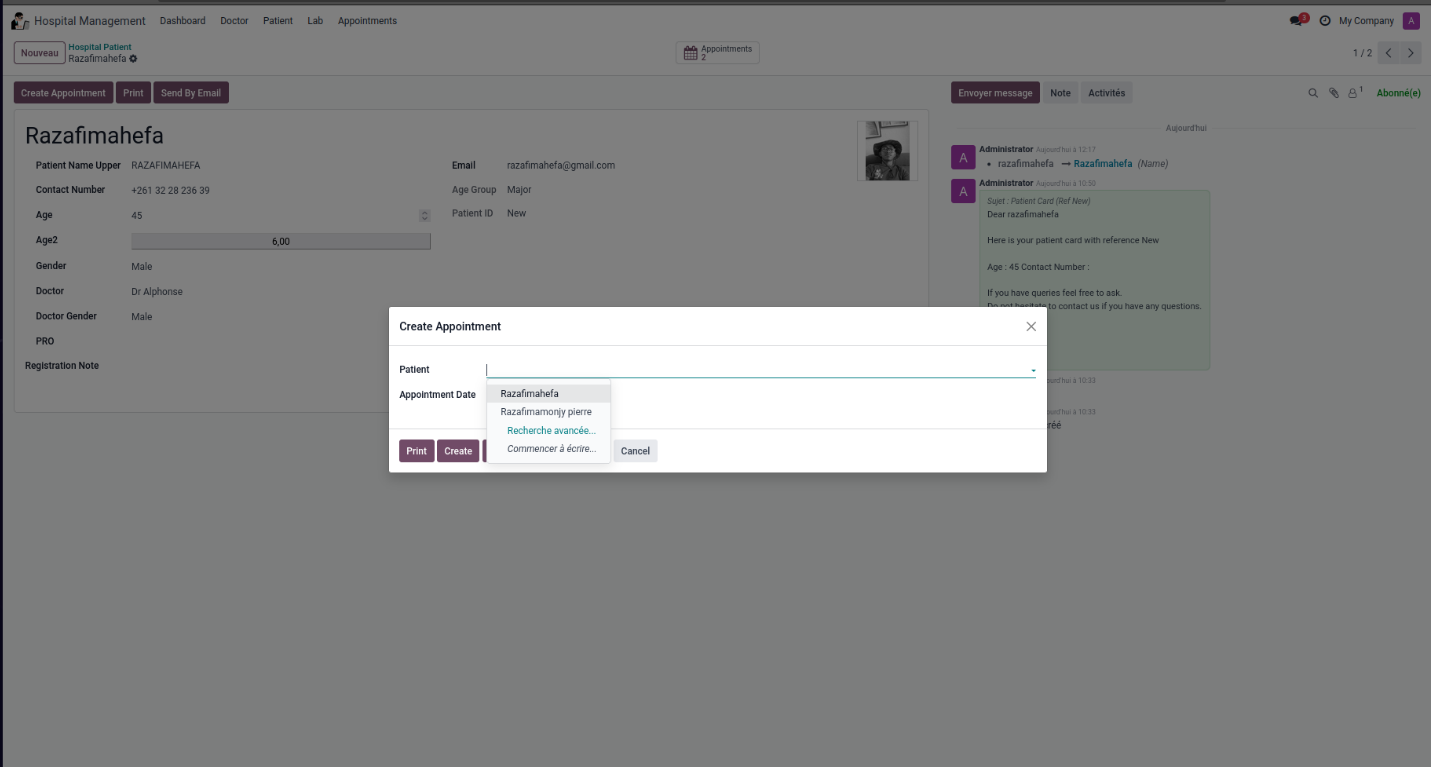 Hospital Management Dashboard Doctor Patient Lab Appointments 3 My Company A
Nouveau
Hospital Patient
Razafimahefa
Appointments
2
1 / 2
Create Appointment Print Send By Email
Envoyer message Note Activités 1 Abonné(e)
Razafimahefa
Patient Name Upper RAZAFIMAHEFA
Contact Number +261 32 28 236 39
Age 45
Age2 6,00
Gender Male
Doctor Dr Alphonse
Doctor Gender Male
PRO
Registration Note
Email razafimahefa@gmail.com
Age Group Major
Patient ID New
Aujourd'hui
A
Administrator Aujourd'hui à 12:17
razafimahefa → Razafimahefa (Name)
A
Administrator Aujourd'hui à 10:50
Sujet : Patient Card (Ref New)
Dear razafimahefa
Here is your patient card with reference New
Age : 45 Contact Number :
If you have queries feel free to ask.
Do not hesitate to contact us if you have any questions.
à 10:33
à 10:33
réé
Create Appointment
Patient
Razafimahefa
Razafimamonjy pierre
Recherche avancée...
Commencer à écrire...
Appointment Date
Print Create Cancel